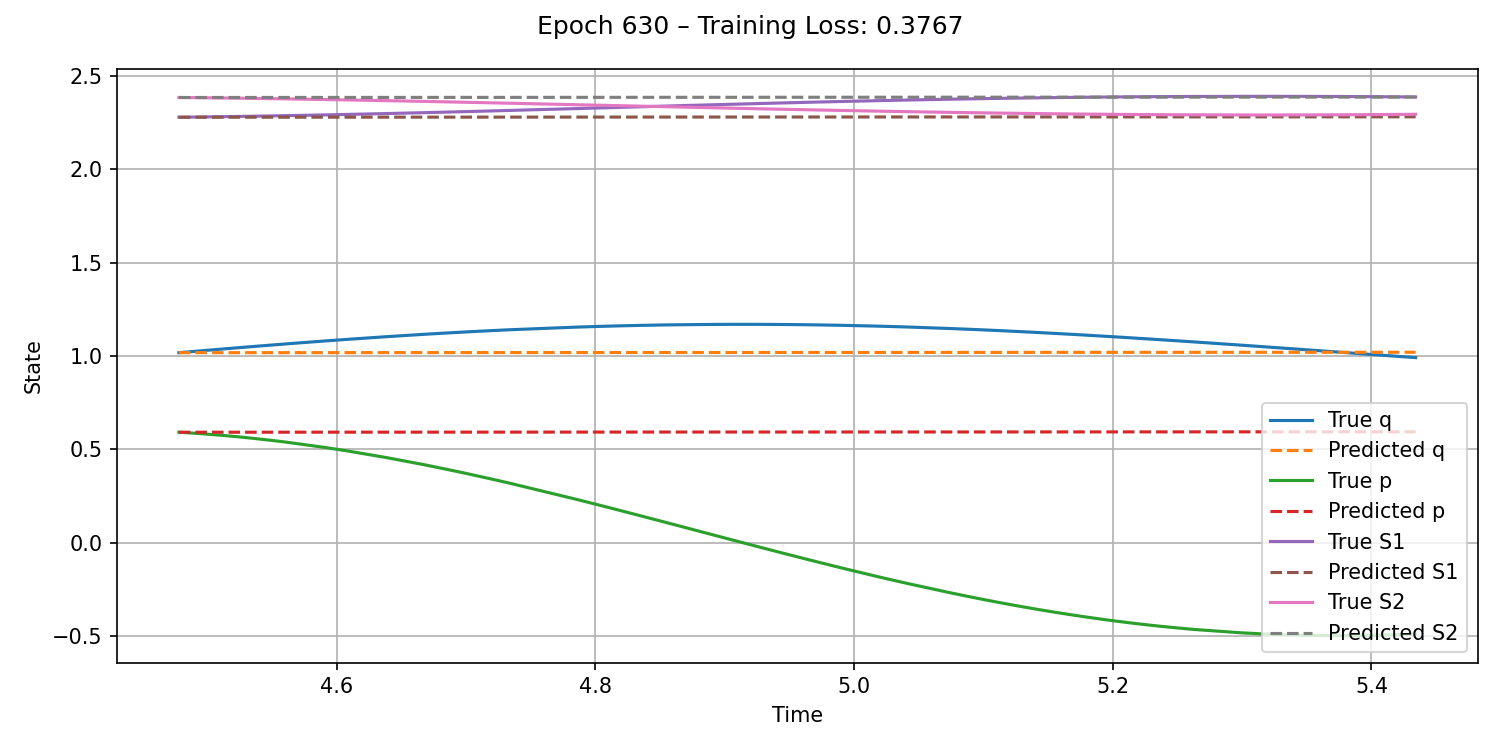 Epoch 630 – Training Loss: 0.3767
2.5
2.0
1.5
1.0
0.5
0.0
−0.5
State
4.6
4.8
5.0
5.2
5.4
Time
True q
Predicted q
True p
Predicted p
True S1
Predicted S1
True S2
Predicted S2